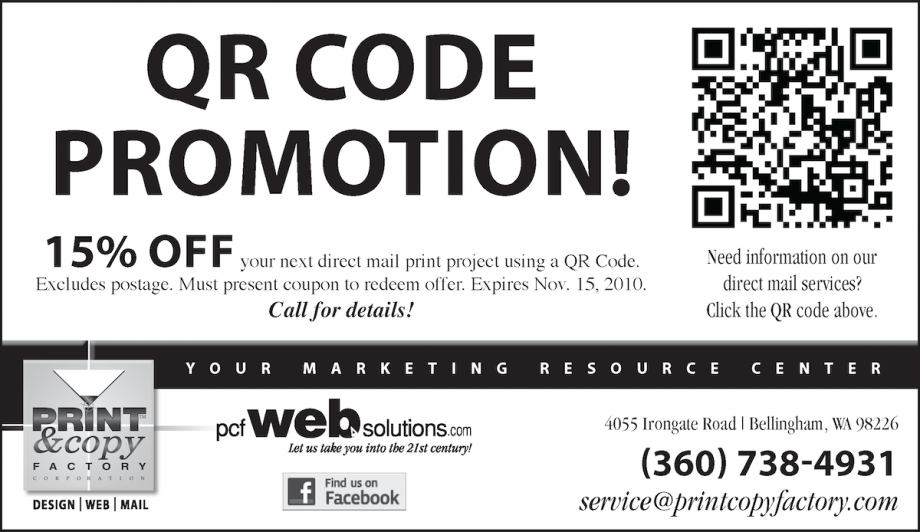 QR CODE
PROMOTION!
15% OFF your next direct mail print project using a QR Code.
Excludes postage. Must present coupon to redeem offer. Expires Nov. 15, 2010.
Call for details!
Need information on our
direct mail services?
Click the QR code above.
YOUR MARKETING RESOURCE CENTER
PRINT™
&copy
FACTORY
CORPORATION
DESIGN | WEB | MAIL
pcf web solutions.com
Let us take you into the 21st century!
f Find us on
Facebook
4055 Irongate Road | Bellingham, WA 98226
(360) 738-4931
service@printcopyfactory.com